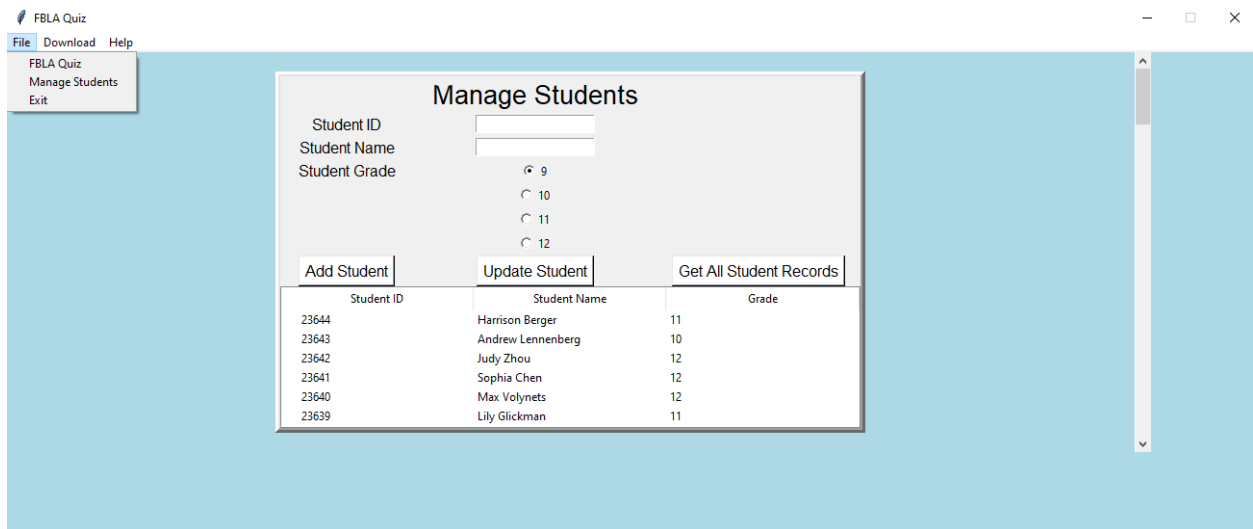 FBLA Quiz
File Download Help
FBLA Quiz
Manage Students
Exit
Manage Students
Student ID
Student Name
Student Grade 9
10
11
12
Add Student Update Student Get All Student Records
Student ID Student Name Grade
23644 Harrison Berger 11
23643 Andrew Lennenberg 10
23642 Judy Zhou 12
23641 Sophia Chen 12
23640 Max Volynets 12
23639 Lily Glickman 11